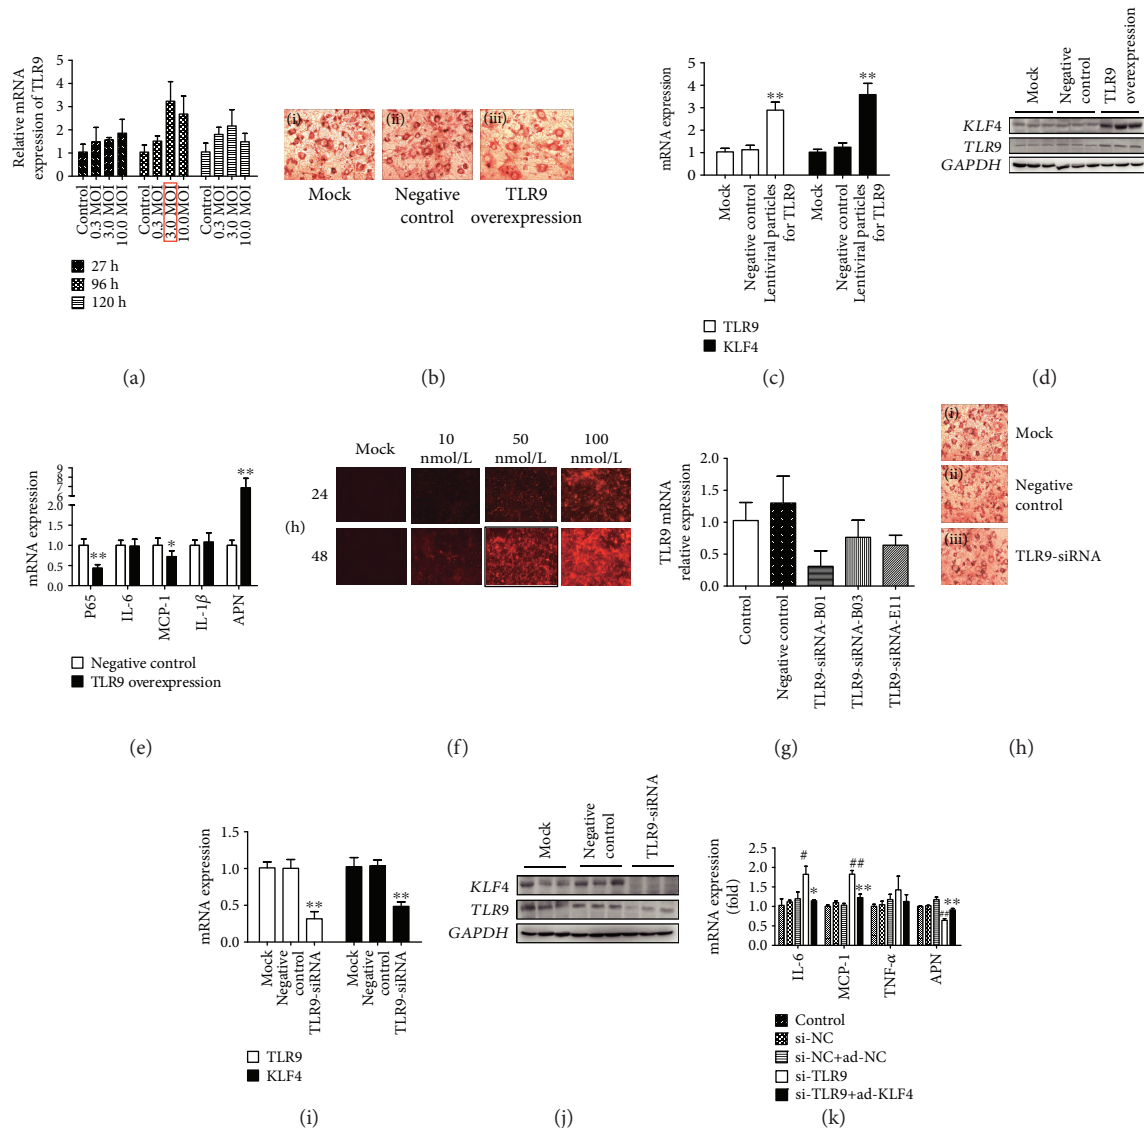 Relative mRNA
expression of TLR9
5
4
3
2
1
0
Control
0.3 MOI
3.0 MOI
10.0 MOI
Control
0.3 MOI
3.0 MOI
10.0MOI
Control
0.3 MOI
3.0 MOI
10.0 MOI
27 h
96 h
120 h
(a)
(i)
(ii)
(iii)
Mock
Negative
control
TLR9
overexpression
(b)
mRNA expression
5
4
3
2
1
0
**
**
Mock
Negative control
Lentiviral particles
for TLR9
Mock
Negative control
Lentiviral particles
for TLR9
TLR9
KLF4
(c)
Mock
Negative
control
TLR9
overexpression
KLF4
TLR9
GAPDH
(d)
mRNA expression
9
8
7
6
5
2.0
1.5
1.0
0.5
0.0
**
*
**
P65
IL-6
MCP-1
IL-1β
APN
Negative control
TLR9 overexpression
(e)
Mock
10
nmol/L
50
nmol/L
100
nmol/L
24
(h)
48
(f)
TLR9 mRNA
relative expression
2.0
1.5
1.0
0.5
0.0
Control
Negative control
TLR9-siRNA-B01
TLR9-siRNA-B03
TLR9-siRNA-E11
(g)
(i)
Mock
(ii)
Negative
control
(iii)
TLR9-siRNA
(h)
mRNA expression
1.5
1.0
0.5
0.0
**
**
Mock
Negative
control
TLR9-siRNA
Mock
Negative
control
TLR9-siRNA
TLR9
KLF4
(i)
Mock
Negative
control
TLR9-siRNA
KLF4
TLR9
GAPDH
(j)
mRNA expression
(fold)
2.5
2.0
1.5
1.0
0.5
0.0
#
*
##
**
##
**
IL-6
MCP-1
TNF-α
APN
Control
si-NC
si-NC+ad-NC
si-TLR9
si-TLR9+ad-KLF4
(k)